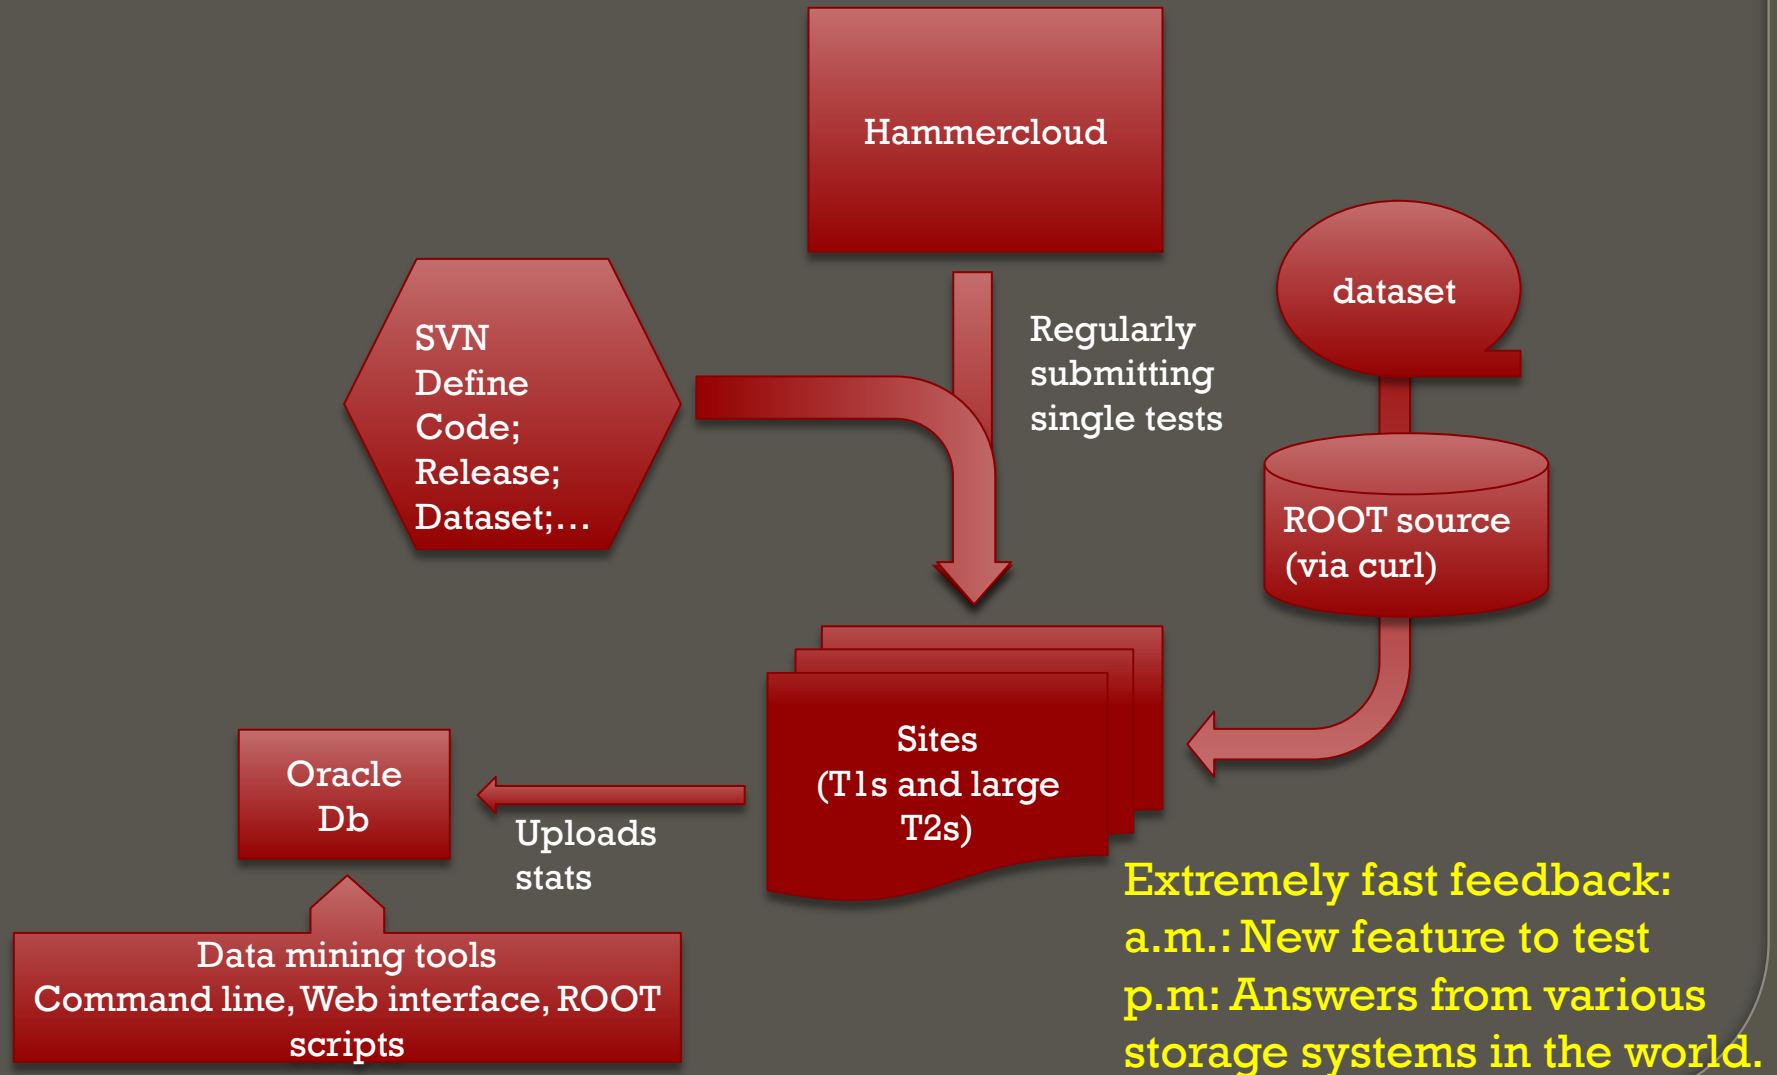 Hammercloud
dataset
SVN
Define
Code;
Release;
Dataset;...
Regularly
submitting
single tests
ROOT source
(via curl)
Sites
(T1s and large
T2s)
Oracle
Db
Uploads
stats
Data mining tools
Command line, Web interface, ROOT
scripts
Extremely fast feedback:
a.m.: New feature to test
p.m: Answers from various
storage systems in the world.